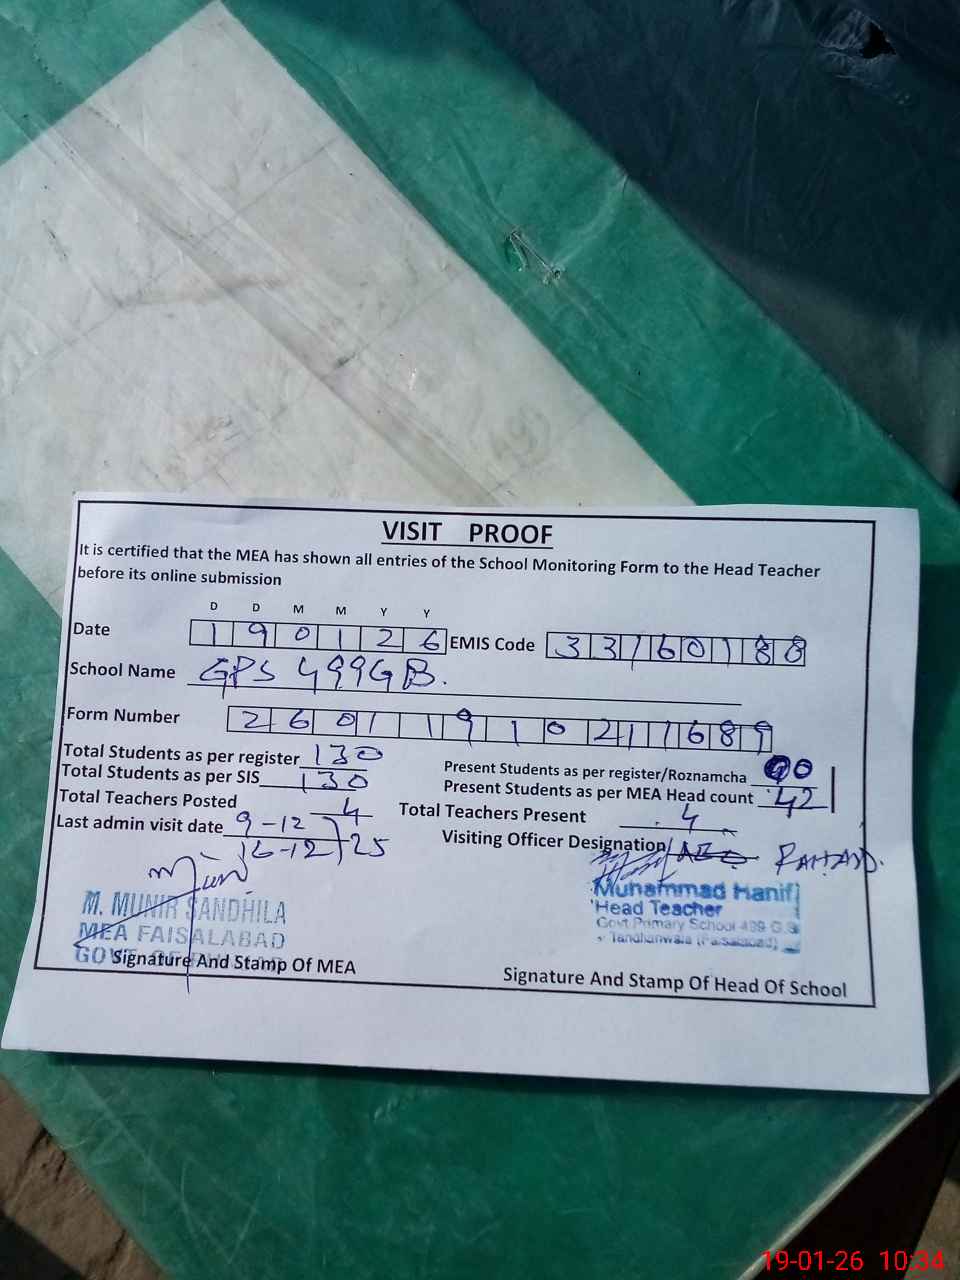 VISIT PROOF
It is certified that the MEA has shown all entries of the School Monitoring Form to the Head Teacher
before its online submission
D D M M Y Y
Date 1 9 0 1 2 6 EMIS Code 3 3 1 6 0 1 8 8
School Name GPS 499GB.
Form Number 2 6 0 1 1 9 1 0 2 1 1 6 8 9
Total Students as per register 130 Present Students as per register/Roznamcha
Total Students as per SIS 130 Present Students as per MEA Head count 42
Total Teachers Posted 4 Total Teachers Present 4
Last admin visit date 9-12 Visiting Officer Designation
16-12 25
M. MUNIR SANDHILA
MEA FAISALABAD
Signature And Stamp Of MEA
Muhammad Hanif
Head Teacher
Govt Primary School 499 G.B
Tandlianwala (Faisalabad)
Signature And Stamp Of Head Of School
19-01-26 10:34